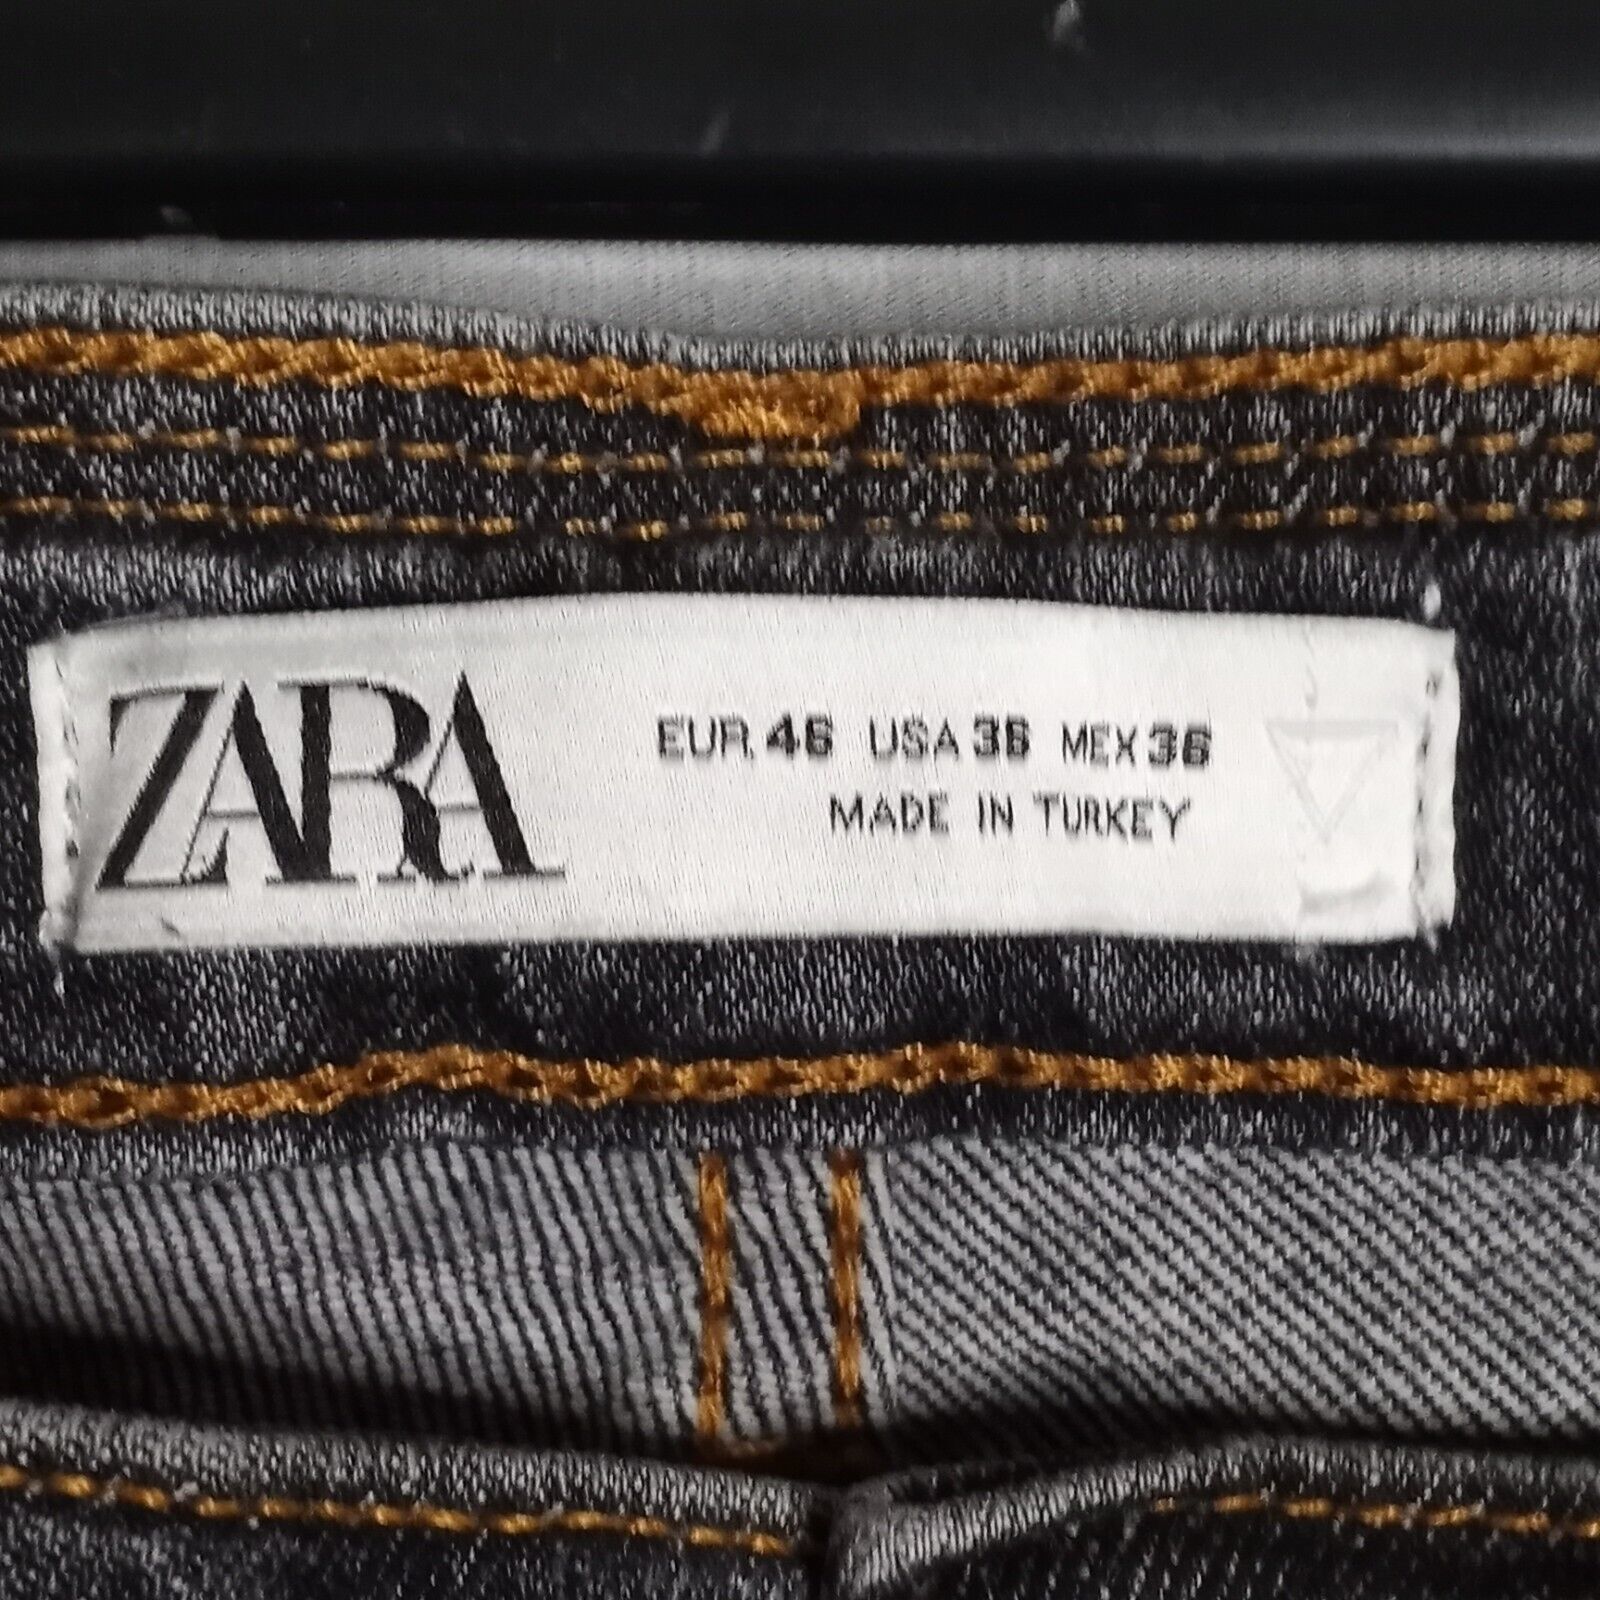 ZARA
EUR. 46 USA 36 MEX 36
MADE IN TURKEY